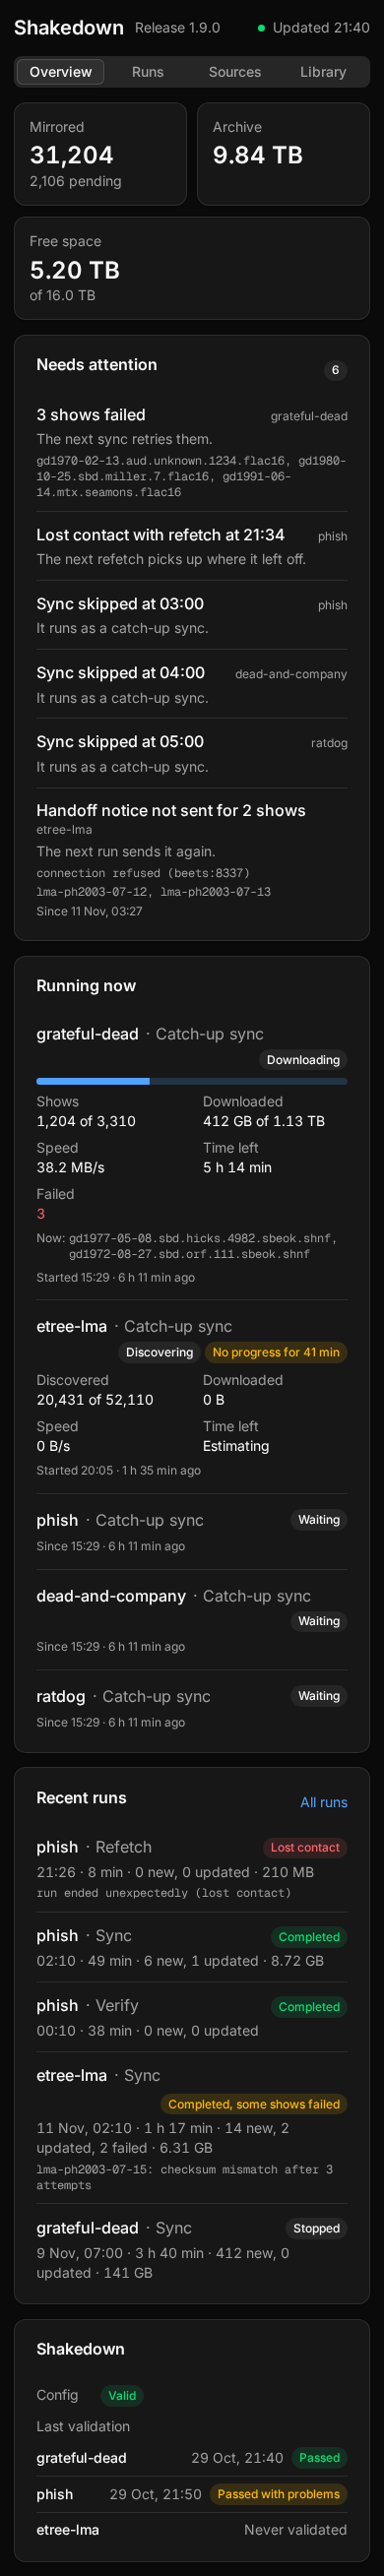 Shakedown Release 1.9.0 Updated 21:40
Overview Runs Sources Library
Mirrored
31,204
2,106 pending
Archive
9.84 TB
Free space
5.20 TB
of 16.0 TB
Needs attention 6
3 shows failed grateful-dead
The next sync retries them.
gd1970-02-13.aud.unknown.1234.flac16, gd1980-
10-25.sbd.miller.7.flac16, gd1991-06-
14.mtx.seamons.flac16
Lost contact with refetch at 21:34 phish
The next refetch picks up where it left off.
Sync skipped at 03:00 phish
It runs as a catch-up sync.
Sync skipped at 04:00 dead-and-company
It runs as a catch-up sync.
Sync skipped at 05:00 ratdog
It runs as a catch-up sync.
Handoff notice not sent for 2 shows
etree-lma
The next run sends it again.
connection refused (beets:8337)
lma-ph2003-07-12, lma-ph2003-07-13
Since 11 Nov, 03:27
Running now
grateful-dead · Catch-up sync
Downloading
Shows
1,204 of 3,310
Downloaded
412 GB of 1.13 TB
Speed
38.2 MB/s
Time left
5 h 14 min
Failed
3
Now: gd1977-05-08.sbd.hicks.4982.sbeok.shnf,
gd1972-08-27.sbd.orf.111.sbeok.shnf
Started 15:29 · 6 h 11 min ago
etree-lma · Catch-up sync
Discovering No progress for 41 min
Discovered
20,431 of 52,110
Downloaded
0 B
Speed
0 B/s
Time left
Estimating
Started 20:05 · 1 h 35 min ago
phish · Catch-up sync Waiting
Since 15:29 · 6 h 11 min ago
dead-and-company · Catch-up sync
Waiting
Since 15:29 · 6 h 11 min ago
ratdog · Catch-up sync Waiting
Since 15:29 · 6 h 11 min ago
Recent runs All runs
phish · Refetch Lost contact
21:26 · 8 min · 0 new, 0 updated · 210 MB
run ended unexpectedly (lost contact)
phish · Sync Completed
02:10 · 49 min · 6 new, 1 updated · 8.72 GB
phish · Verify Completed
00:10 · 38 min · 0 new, 0 updated
etree-lma · Sync
Completed, some shows failed
11 Nov, 02:10 · 1 h 17 min · 14 new, 2
updated, 2 failed · 6.31 GB
lma-ph2003-07-15: checksum mismatch after 3
attempts
grateful-dead · Sync Stopped
9 Nov, 07:00 · 3 h 40 min · 412 new, 0
updated · 141 GB
Shakedown
Config Valid
Last validation
grateful-dead 29 Oct, 21:40 Passed
phish 29 Oct, 21:50 Passed with problems
etree-lma Never validated